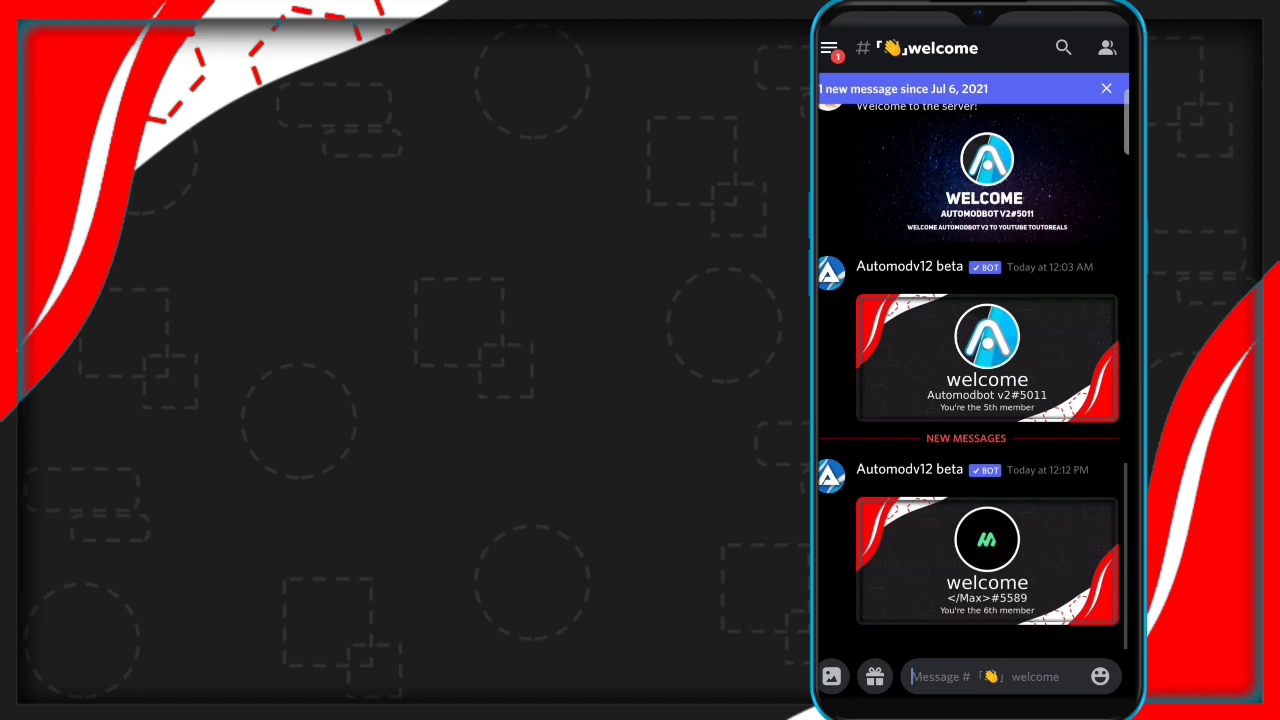 # 「👋」welcome
1
1 new message since Jul 6, 2021
Welcome to the server!
WELCOME
AUTOMODBOT V2#5011
WELCOME AUTOMODBOT V2 TO YOUTUBE TOUTOREALS
Automodv12 beta ✓ BOT Today at 12:03 AM
welcome
Automodbot v2#5011
You're the 5th member
NEW MESSAGES
Automodv12 beta ✓ BOT Today at 12:12 PM
welcome
</Max>#5589
You're the 6th member
Message # 「👋」 welcome